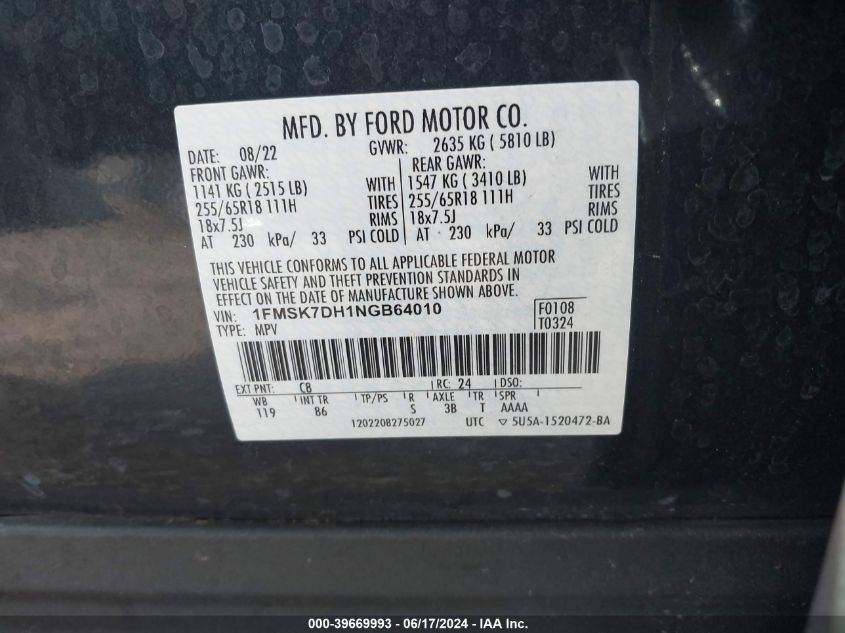 MFD. BY FORD MOTOR CO.
DATE: 08/22 GVWR: 2635 KG ( 5810 LB)
FRONT GAWR: REAR GAWR:
1141 KG ( 2515 LB) WITH 1547 KG ( 3410 LB) WITH
255/65R18 111H TIRES 255/65R18 111H TIRES
18x7.5J RIMS 18x7.5J RIMS
AT 230 kPa/ 33 PSI COLD AT 230 kPa/ 33 PSI COLD
THIS VEHICLE CONFORMS TO ALL APPLICABLE FEDERAL MOTOR
VEHICLE SAFETY AND THEFT PREVENTION STANDARDS IN
EFFECT ON THE DATE OF MANUFACTURE SHOWN ABOVE.
VIN: 1FMSK7DH1NGB64010 F0108
TYPE: MPV T0324
EXT PNT: CB RC: 24 DSO:
WB INT TR TP/PS R AXLE TR SPR
119 86 S 3B T AAAA
120220B275027 UTC ▽ 5U5A-1520472-BA
000-39669993 - 06/17/2024 - IAA Inc.